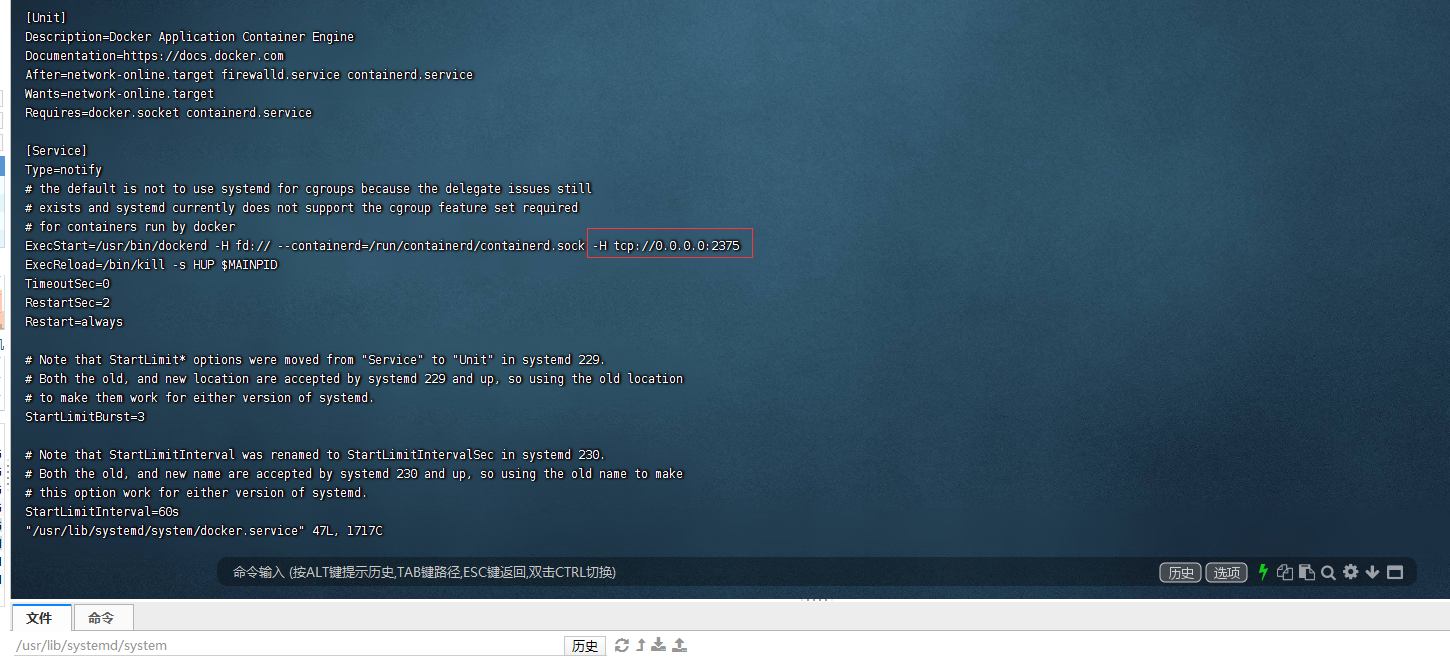 [Unit]
Description=Docker Application Container Engine
Documentation=https://docs.docker.com
After=network-online.target firewalld.service containerd.service
Wants=network-online.target
Requires=docker.socket containerd.service
[Service]
Type=notify
# the default is not to use systemd for cgroups because the delegate issues still
# exists and systemd currently does not support the cgroup feature set required
# for containers run by docker
ExecStart=/usr/bin/dockerd -H fd:// --containerd=/run/containerd/containerd.sock -H tcp://0.0.0.0:2375
ExecReload=/bin/kill -s HUP $MAINPID
TimeoutSec=0
RestartSec=2
Restart=always
# Note that StartLimit* options were moved from "Service" to "Unit" in systemd 229.
# Both the old, and new location are accepted by systemd 229 and up, so using the old location
# to make them work for either version of systemd.
StartLimitBurst=3
# Note that StartLimitInterval was renamed to StartLimitIntervalSec in systemd 230.
# Both the old, and new name are accepted by systemd 230 and up, so using the old name to make
# this option work for either version of systemd.
StartLimitInterval=60s
"/usr/lib/systemd/system/docker.service" 47L, 1717C
命令输入 (按ALT键提示历史,TAB键路径,ESC键返回,双击CTRL切换) 历史 选项
文件 命令
/usr/lib/systemd/system 历史